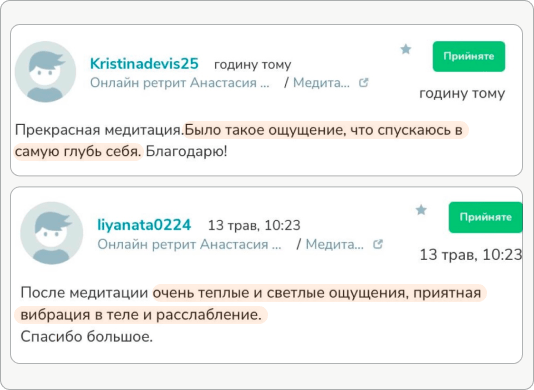 Kristinadevis25 годину тому
Прийняте
Онлайн ретрит Анастасия ... / Медита...
годину тому
Прекрасная медитация.Было такое ощущение, что спускаюсь в
самую глубь себя. Благодарю!
liyanata0224 13 трав, 10:23
Прийняте
Онлайн ретрит Анастасия ... / Медита...
13 трав, 10:23
После медитации очень теплые и светлые ощущения, приятная
вибрация в теле и расслабление.
Спасибо большое.